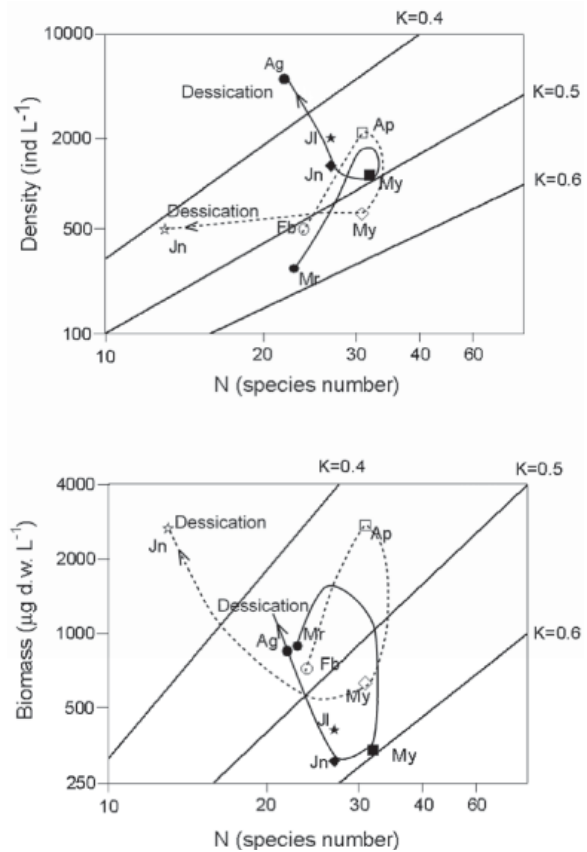 K=0.4
10000
Ag
Dessication
K=0.5
2000
Jl
Ap
Jn
My
K=0.6
Density (ind L⁻¹)
Dessication
500
Jn
Fb
My
Mr
100
10 20 30 40 60
N (species number)
K=0.4
K=0.5
4000
Dessication
Jn
Ap
2000
Dessication
K=0.6
Biomass (µg d.w. L⁻¹)
1000
Ag
Mr
Fb
My
500
Jl
Jn
My
250
10 20 30 40 60
N (species number)